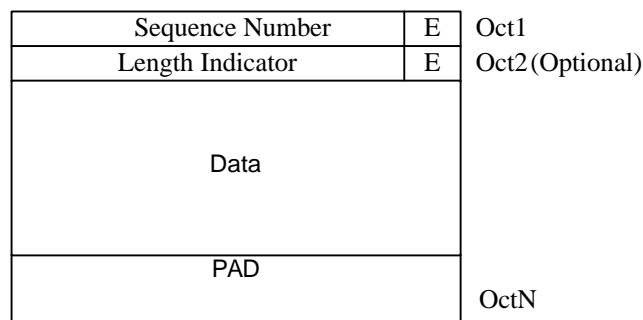 Sequence Number E Oct1
Length Indicator E Oct2 (Optional)
Data
PAD
OctN